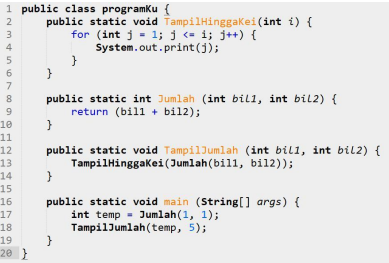 1 public class programKu {
2     public static void TampilHinggaKei(int i) {
3         for (int j = 1; j <= i; j++) {
4             System.out.print(j);
5         }
6     }
7
8     public static int Jumlah (int bil1, int bil2) {
9         return (bil1 + bil2);
10     }
11
12     public static void TampilJumlah (int bil1, int bil2) {
13         TampilHinggaKei(Jumlah(bil1, bil2));
14     }
15
16     public static void main (String[] args) {
17         int temp = Jumlah(1, 1);
18         TampilJumlah(temp, 5);
19     }
20 }